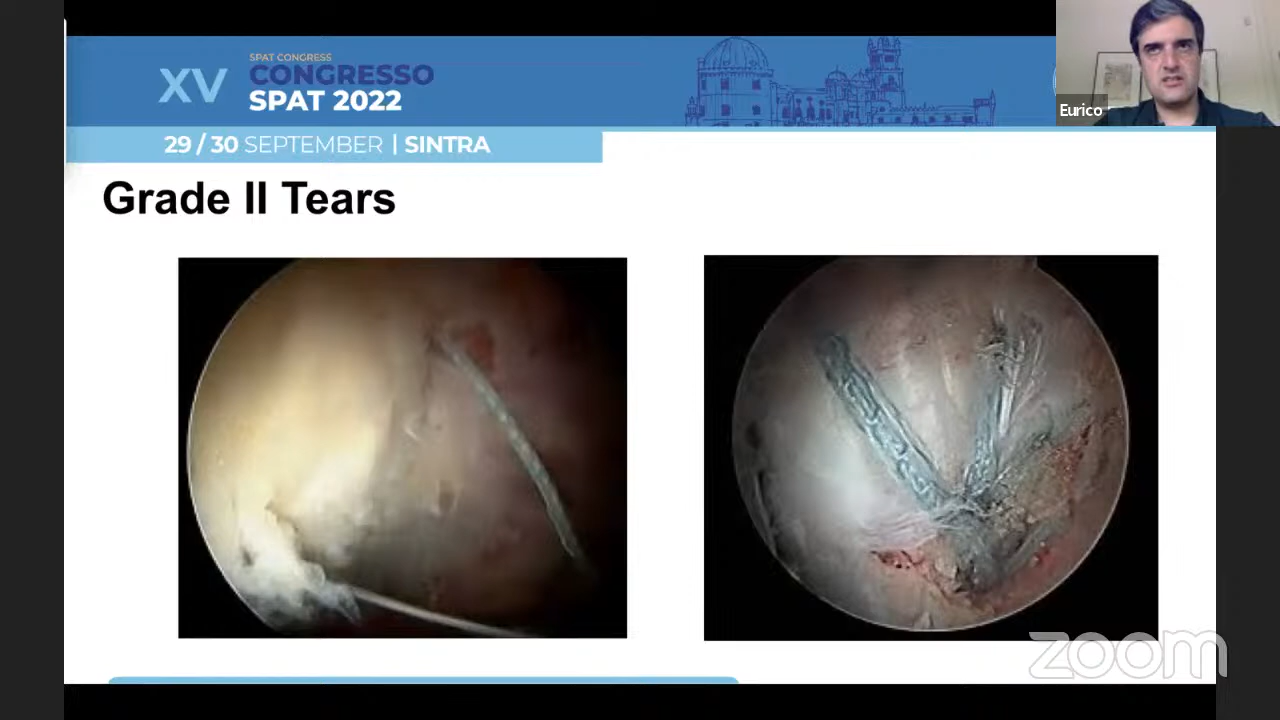 SPAT CONGRESS
XV CONGRESSO
SPAT 2022
29 / 30 SEPTEMBER | SINTRA
Grade II Tears
Eurico
zoom